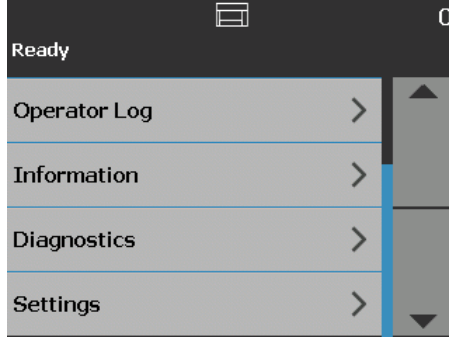 Ready
Operator Log
Information
Diagnostics
Settings